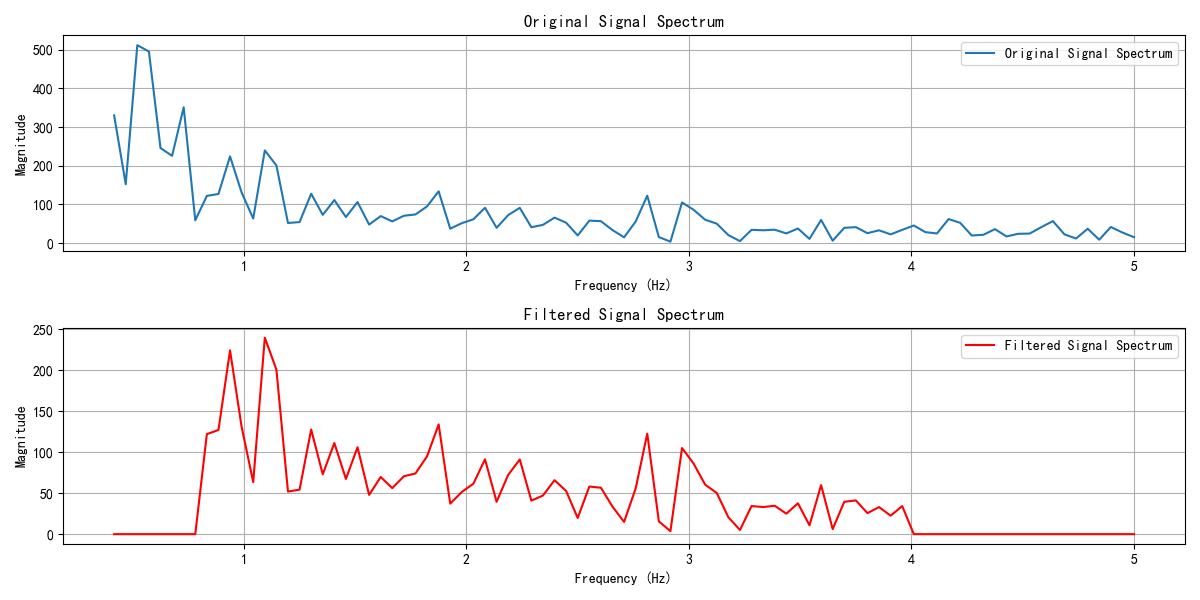 Original Signal Spectrum
Original Signal Spectrum
Magnitude
500
400
300
200
100
0
1
2
3
4
5
Frequency (Hz)
Filtered Signal Spectrum
Filtered Signal Spectrum
Magnitude
250
200
150
100
50
0
1
2
3
4
5
Frequency (Hz)